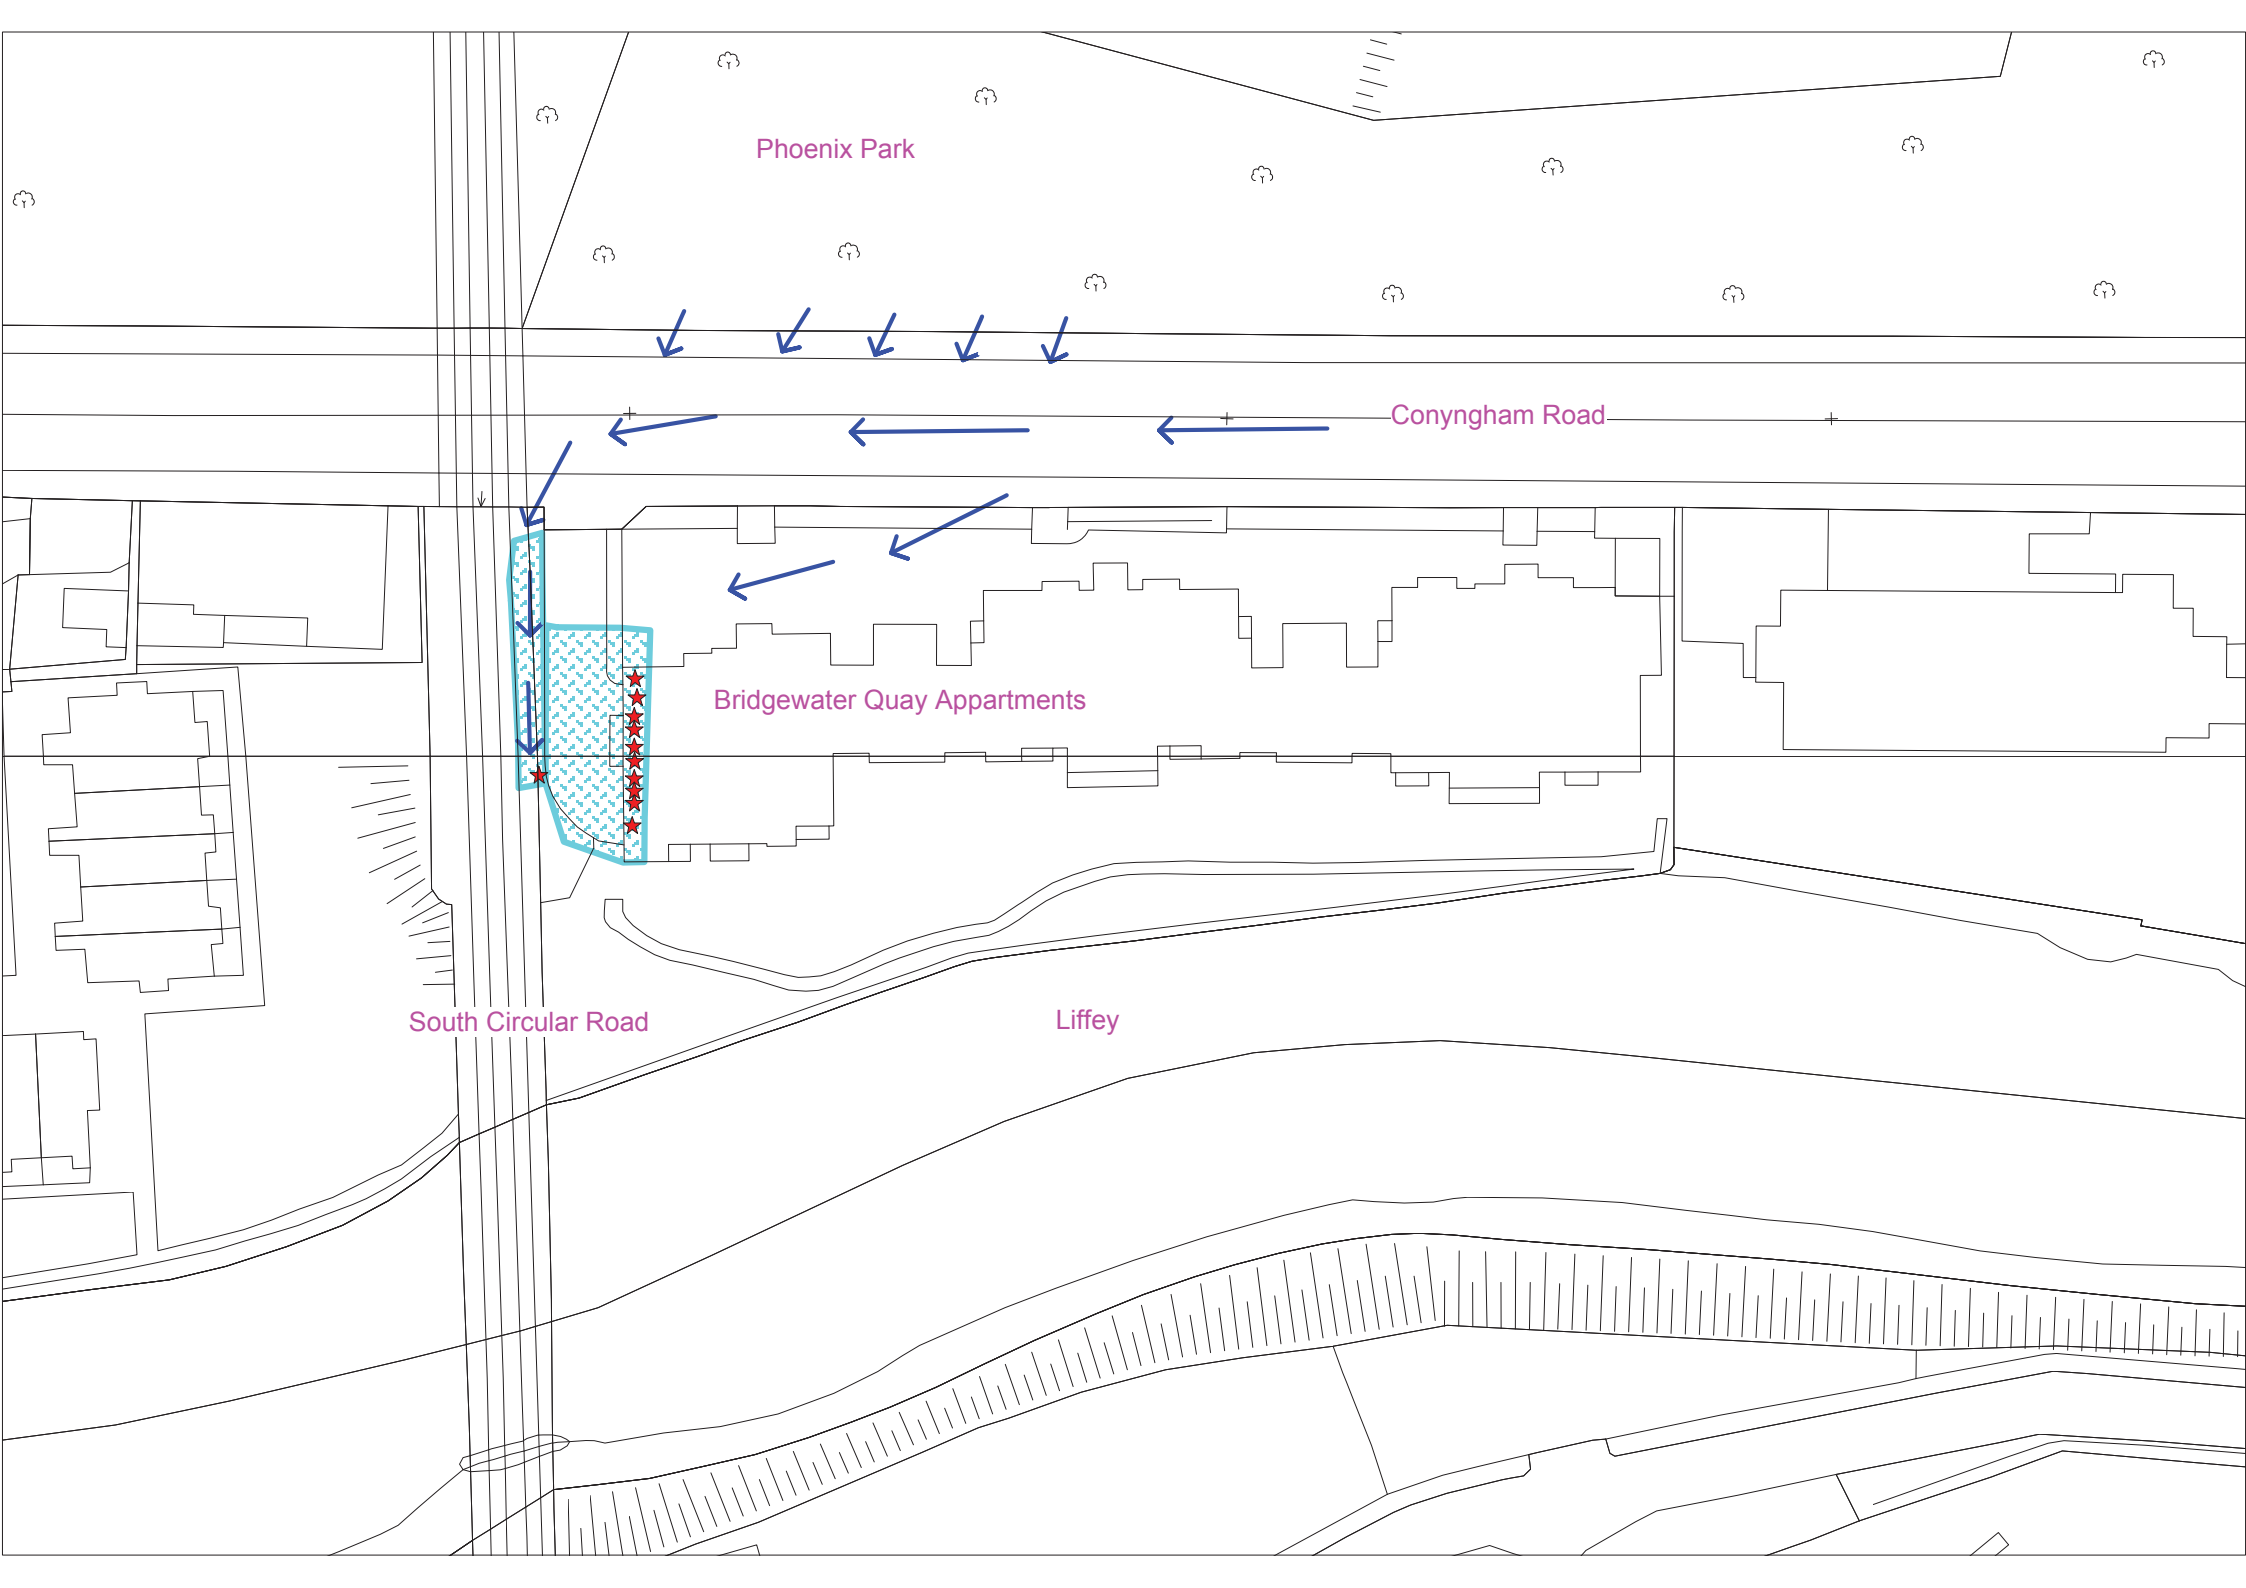 Phoenix Park
Conyngham Road
Bridgewater Quay Appartments
South Circular Road
Liffey